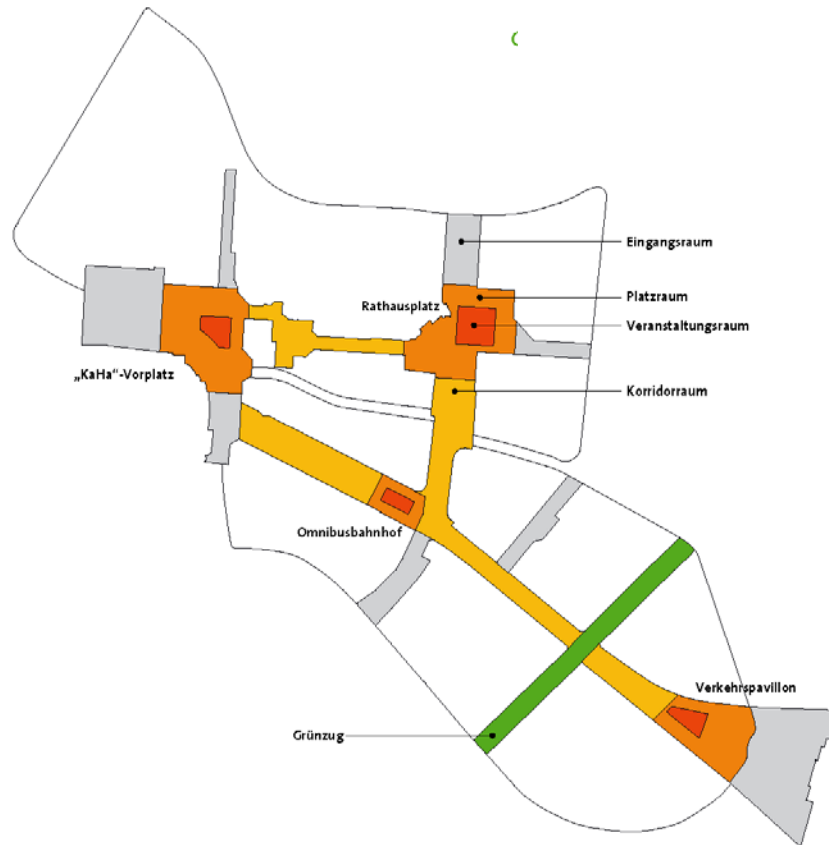 Eingangsraum
Platzraum
Rathausplatz
Veranstaltungsraum
„KaHa“-Vorplatz
Korridorraum
Omnibusbahnhof
Verkehrspavillon
Grünzug